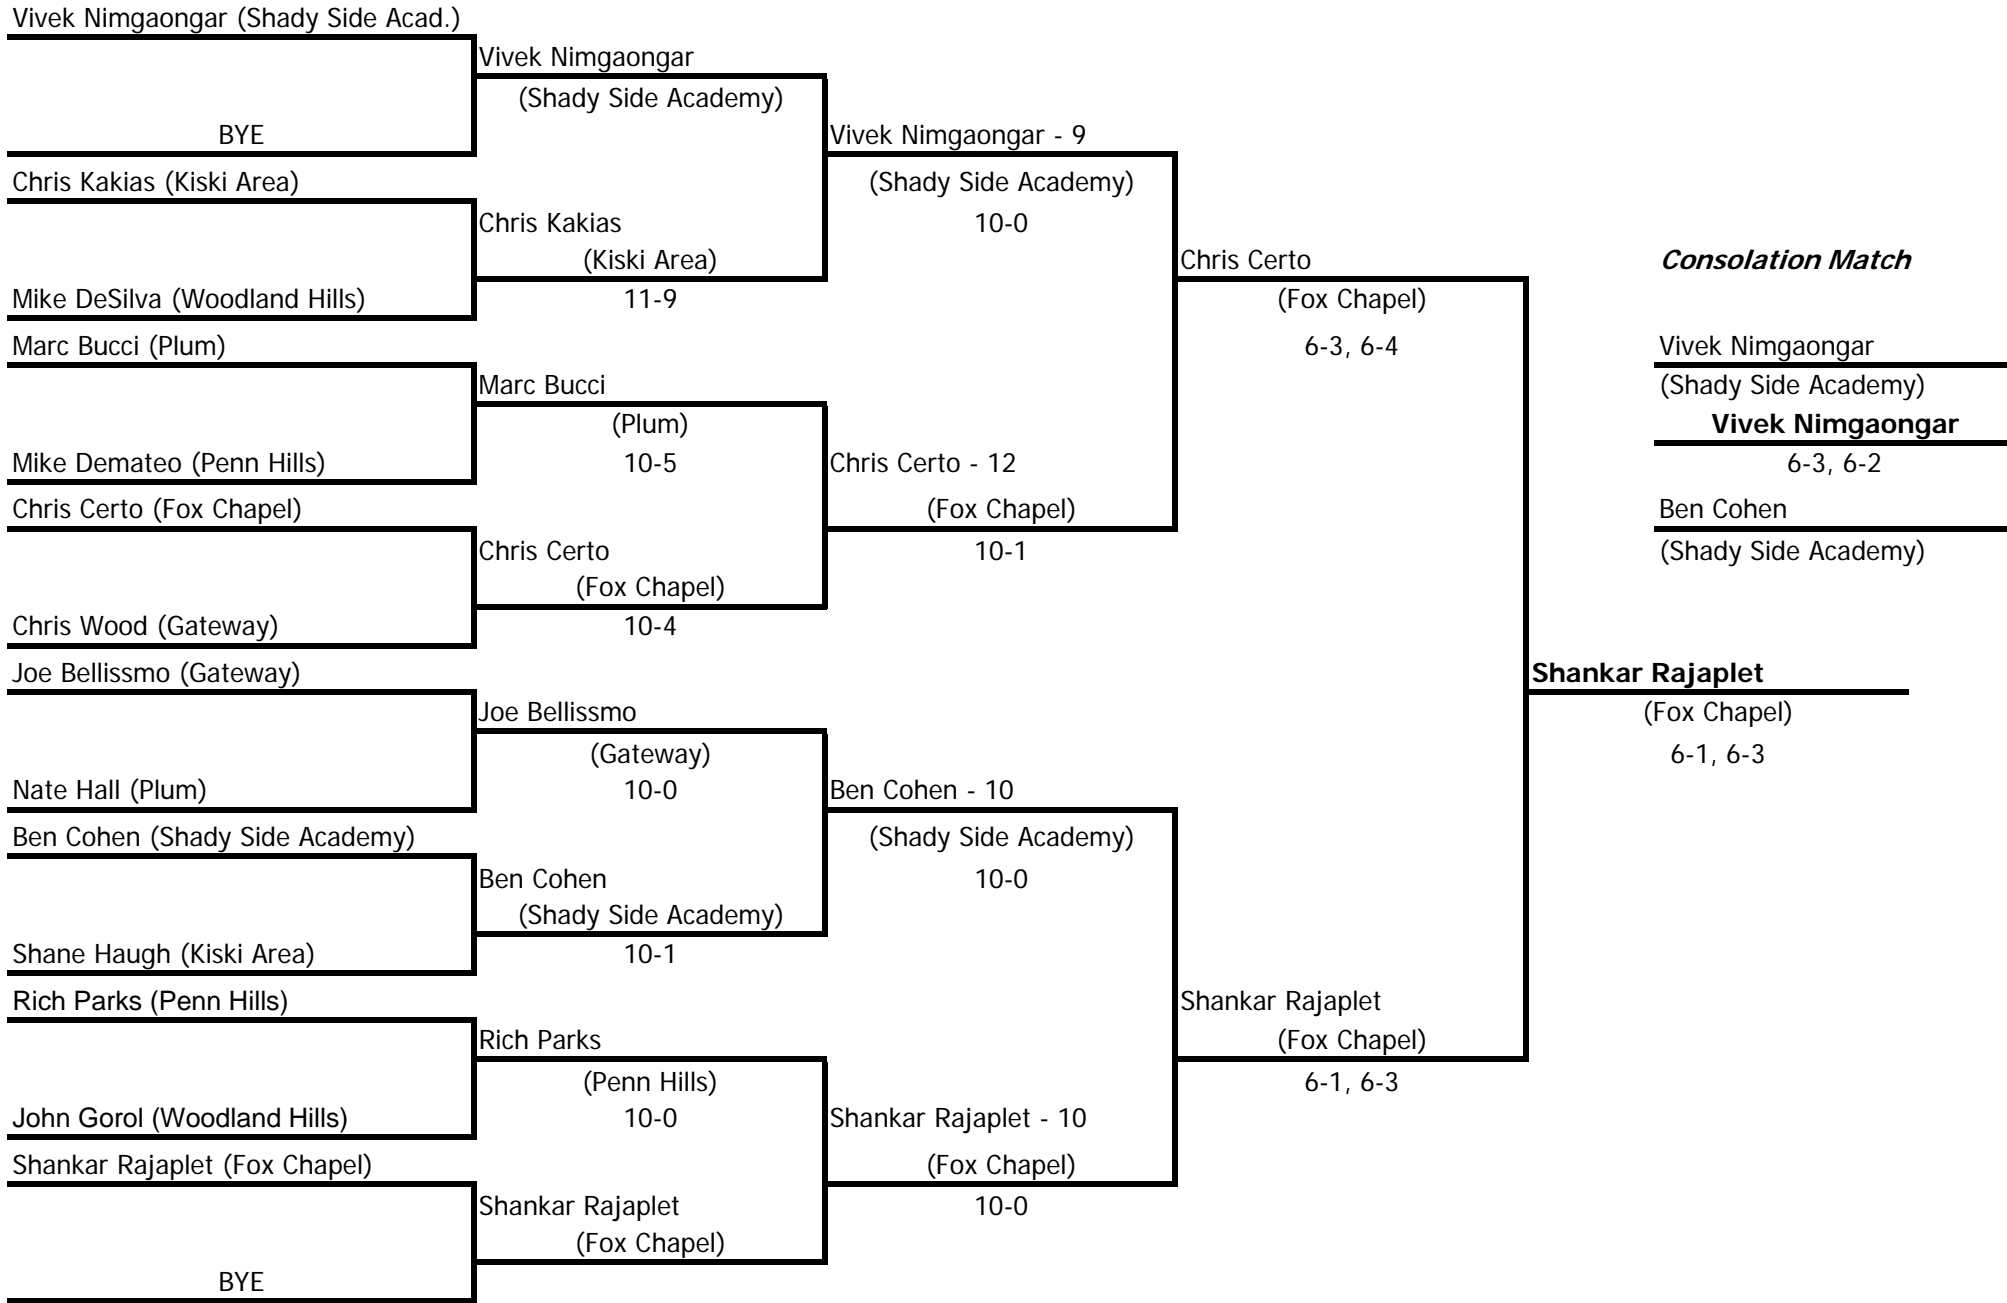 Vivek Nimgaongar (Shady Side Acad.)
BYE
Chris Kakias (Kiski Area)
Mike DeSilva (Woodland Hills)
Marc Bucci (Plum)
Mike Demateo (Penn Hills)
Chris Certo (Fox Chapel)
Chris Wood (Gateway)
Joe Bellissmo (Gateway)
Nate Hall (Plum)
Ben Cohen (Shady Side Academy)
Shane Haugh (Kiski Area)
Rich Parks (Penn Hills)
John Gorol (Woodland Hills)
Shankar Rajaplet (Fox Chapel)
BYE
Vivek Nimgaongar
(Shady Side Academy)
Chris Kakias
(Kiski Area)
11-9
Marc Bucci
(Plum)
10-5
Chris Certo
(Fox Chapel)
10-4
Joe Bellissmo
(Gateway)
10-0
Ben Cohen
(Shady Side Academy)
10-1
Rich Parks
(Penn Hills)
10-0
Shankar Rajaplet
(Fox Chapel)
Vivek Nimgaongar - 9
(Shady Side Academy)
10-0
Chris Certo - 12
(Fox Chapel)
10-1
Ben Cohen - 10
(Shady Side Academy)
10-0
Shankar Rajaplet - 10
(Fox Chapel)
10-0
Chris Certo
(Fox Chapel)
6-3, 6-4
Shankar Rajaplet
(Fox Chapel)
6-1, 6-3
Shankar Rajaplet
(Fox Chapel)
6-1, 6-3
Consolation Match
Vivek Nimgaongar
(Shady Side Academy)
Vivek Nimgaongar
6-3, 6-2
Ben Cohen
(Shady Side Academy)